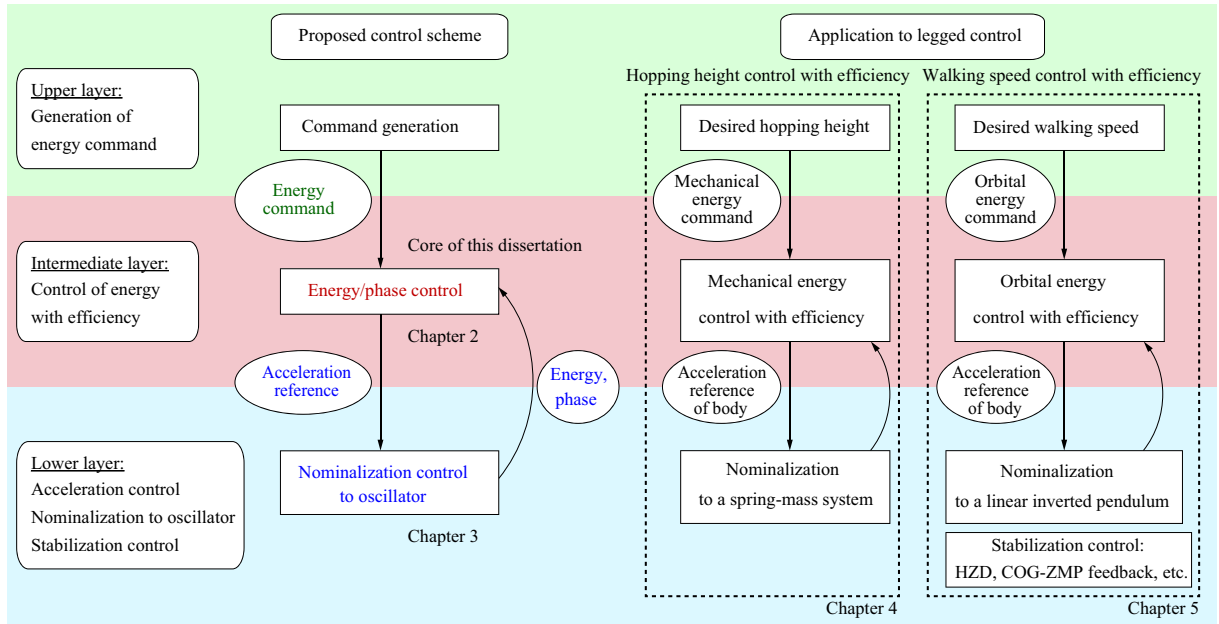 Proposed control scheme
Application to legged control
Upper layer:
Generation of
energy command
Command generation
Energy
command
Hopping height control with efficiency
Desired hopping height
Mechanical
energy
command
Walking speed control with efficiency
Desired walking speed
Orbital
energy
command
Intermediate layer:
Control of energy
with efficiency
Core of this dissertation
Energy/phase control
Chapter 2
Acceleration
reference
Energy,
phase
Mechanical energy
control with efficiency
Acceleration
reference
of body
Orbital energy
control with efficiency
Acceleration
reference
of body
Lower layer:
Acceleration control
Nominalization to oscillator
Stabilization control
Nominalization control
to oscillator
Chapter 3
Nominalization
to a spring-mass system
Chapter 4
Nominalization
to a linear inverted pendulum
Stabilization control:
HZD, COG-ZMP feedback, etc.
Chapter 5